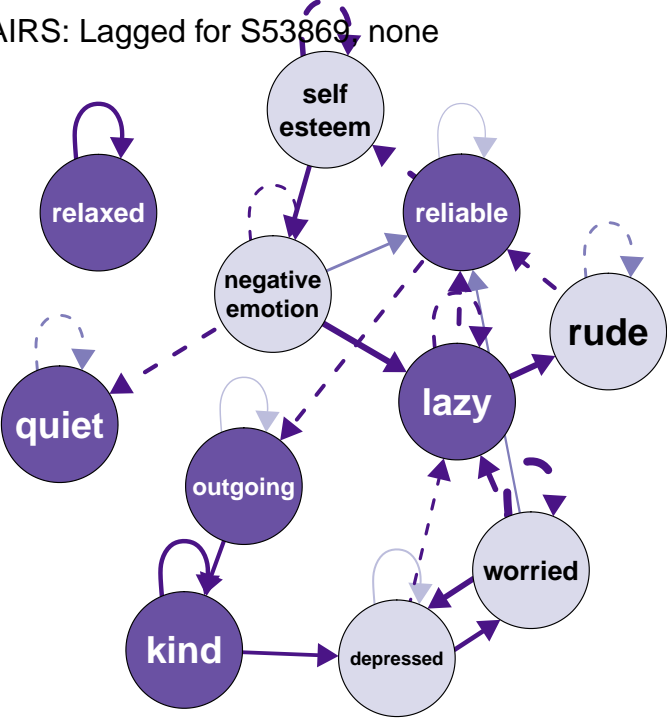 AIRS: Lagged for S53869, none
self
esteem
relaxed
reliable
negative
emotion
rude
lazy
quiet
outgoing
worried
kind
depressed